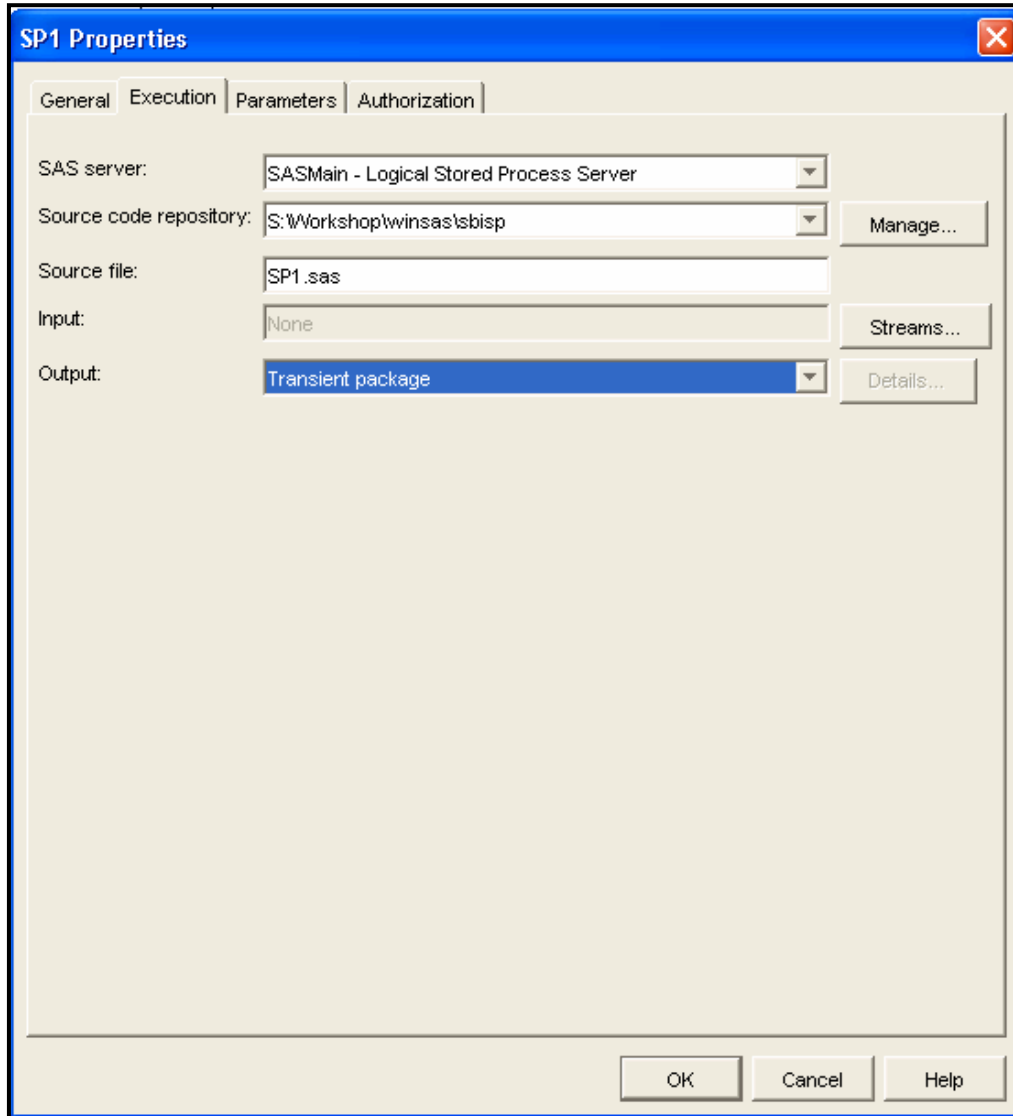 SP1 Properties
General Execution Parameters Authorization
SAS server: SASMain - Logical Stored Process Server
Source code repository: S:\Workshop\winsas\sbisp Manage...
Source file: SP1.sas
Input: None Streams...
Output: Transient package Details...
OK Cancel Help